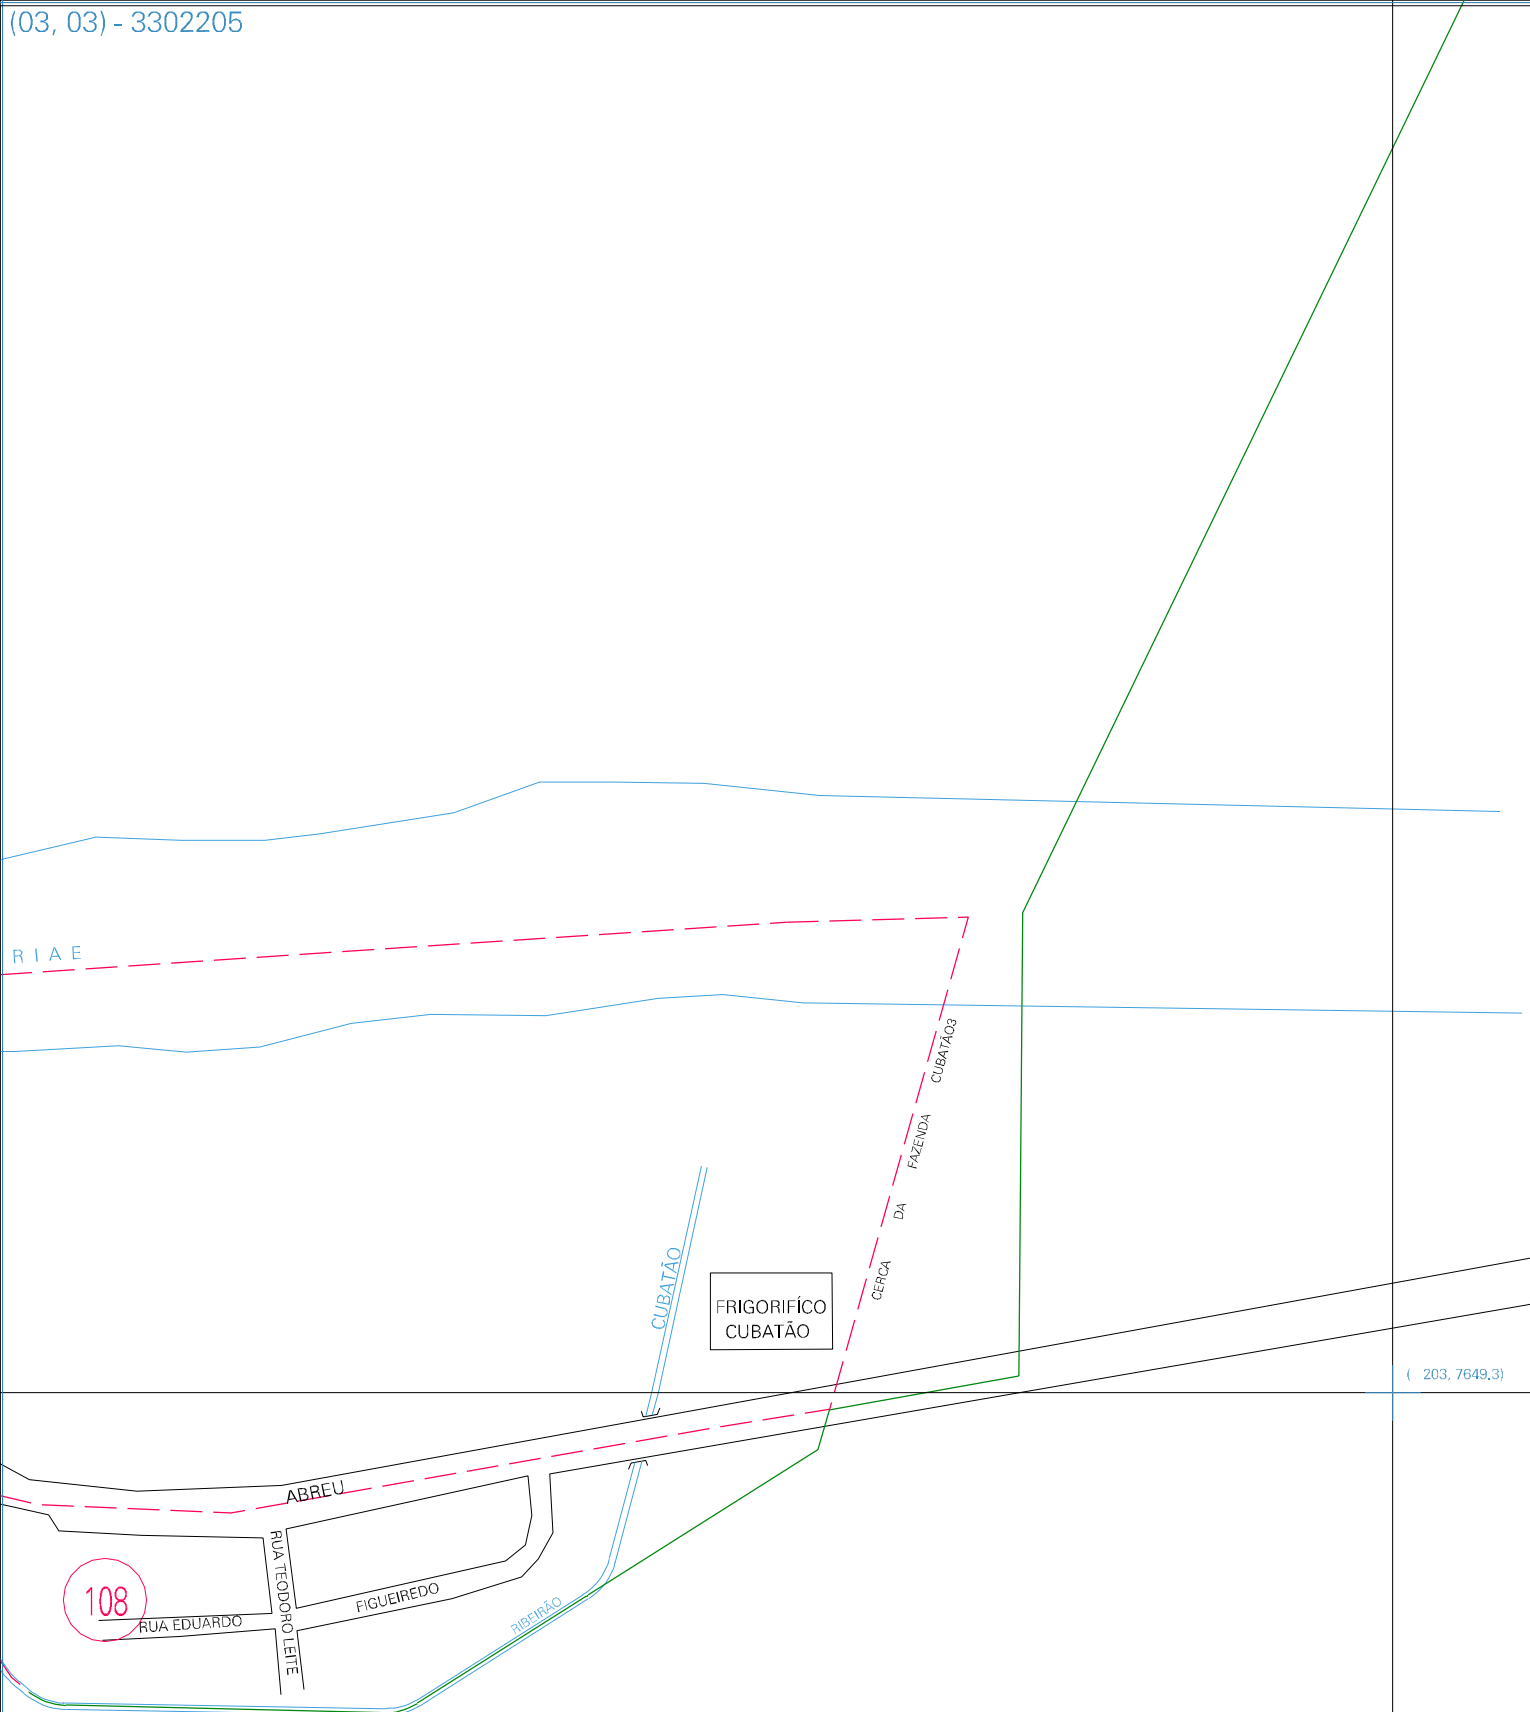 (03, 03) - 3302205
R I A E
CUBATÃO3
FAZENDA
DA
CERCA
CUBATÃO
FRIGORIFÍCO
CUBATÃO
( 203, 7649.3)
ABREU
RUA TEODORO LEITE
108
FIGUEIREDO
RUA EDUARDO
RIBEIRÃO